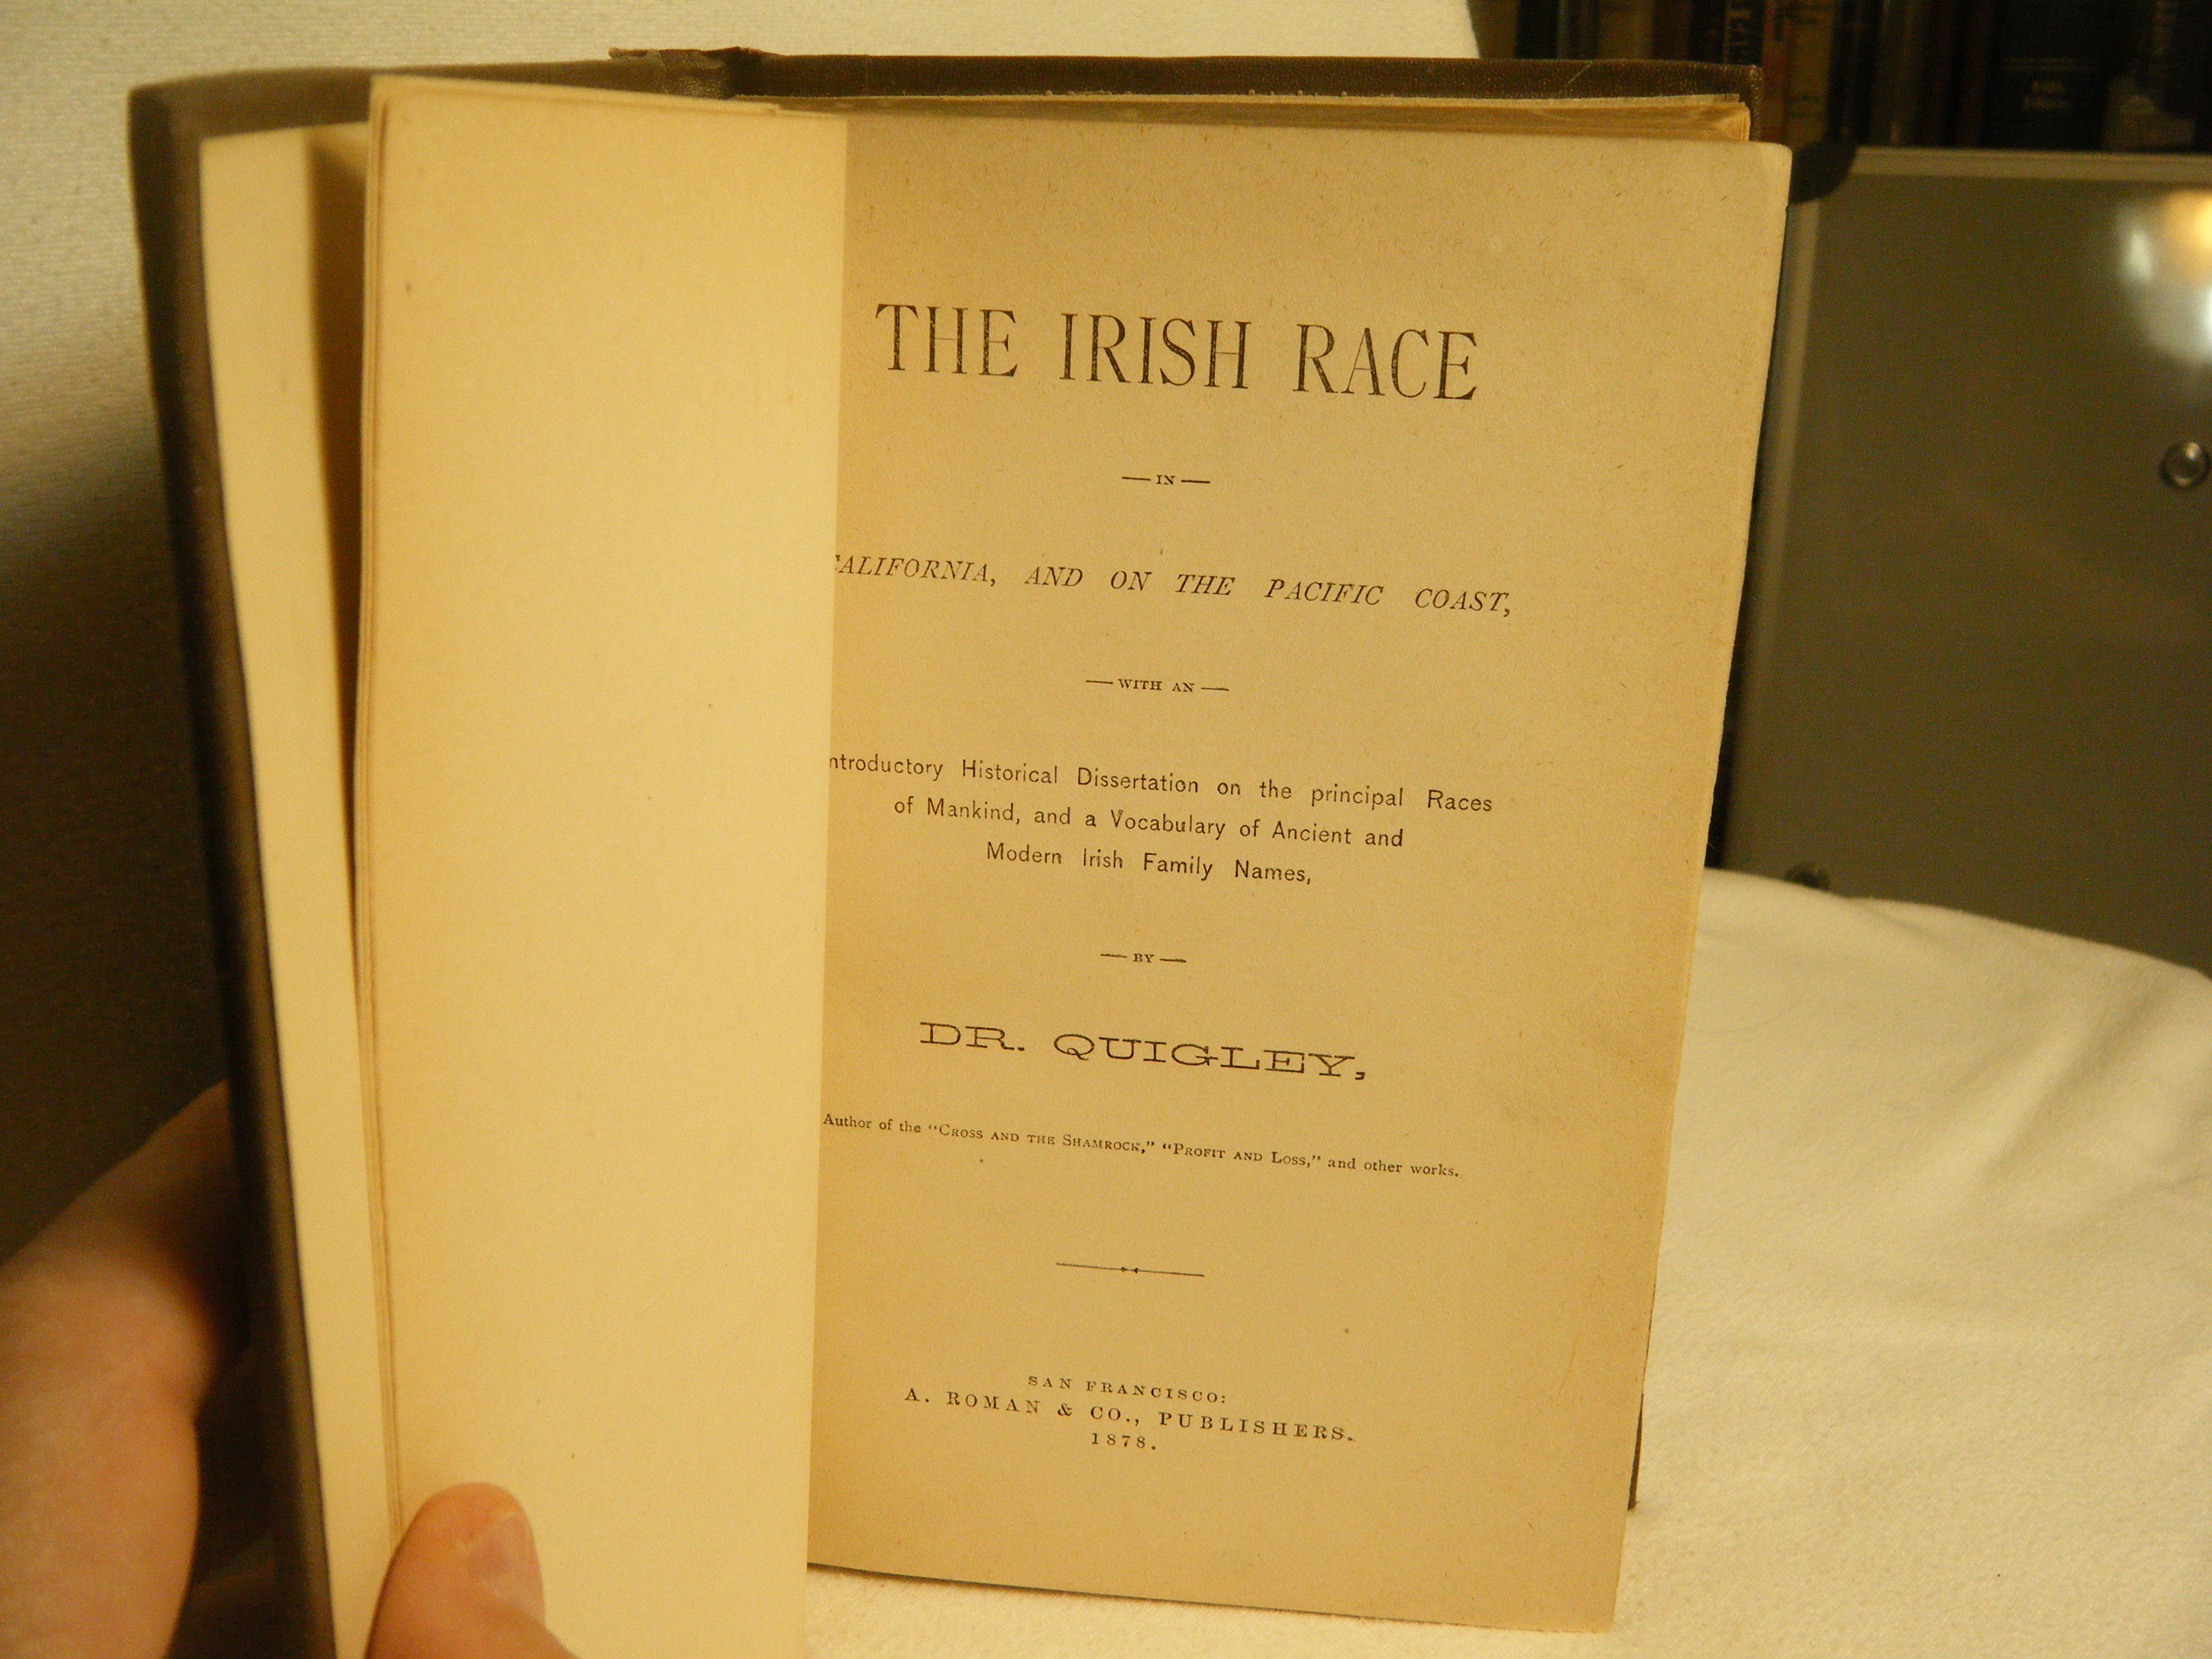 THE IRISH RACE
— IN —
CALIFORNIA, AND ON THE PACIFIC COAST,
— WITH AN —
ntroductory Historical Dissertation on the principal Races
of Mankind, and a Vocabulary of Ancient and
Modern Irish Family Names,
— BY —
DR. QUIGLEY,
Author of the “CROSS AND THE SHAMROCK,” “PROFIT AND LOSS,” and other works.
SAN FRANCISCO:
A. ROMAN & CO., PUBLISHERS.
1878.